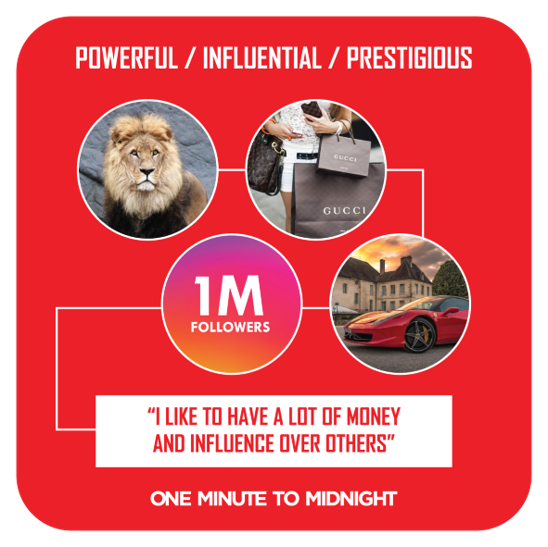 POWERFUL / INFLUENTIAL / PRESTIGIOUS
GUCCI
GUCCI
1M
FOLLOWERS
“I LIKE TO HAVE A LOT OF MONEY
AND INFLUENCE OVER OTHERS”
ONE MINUTE TO MIDNIGHT